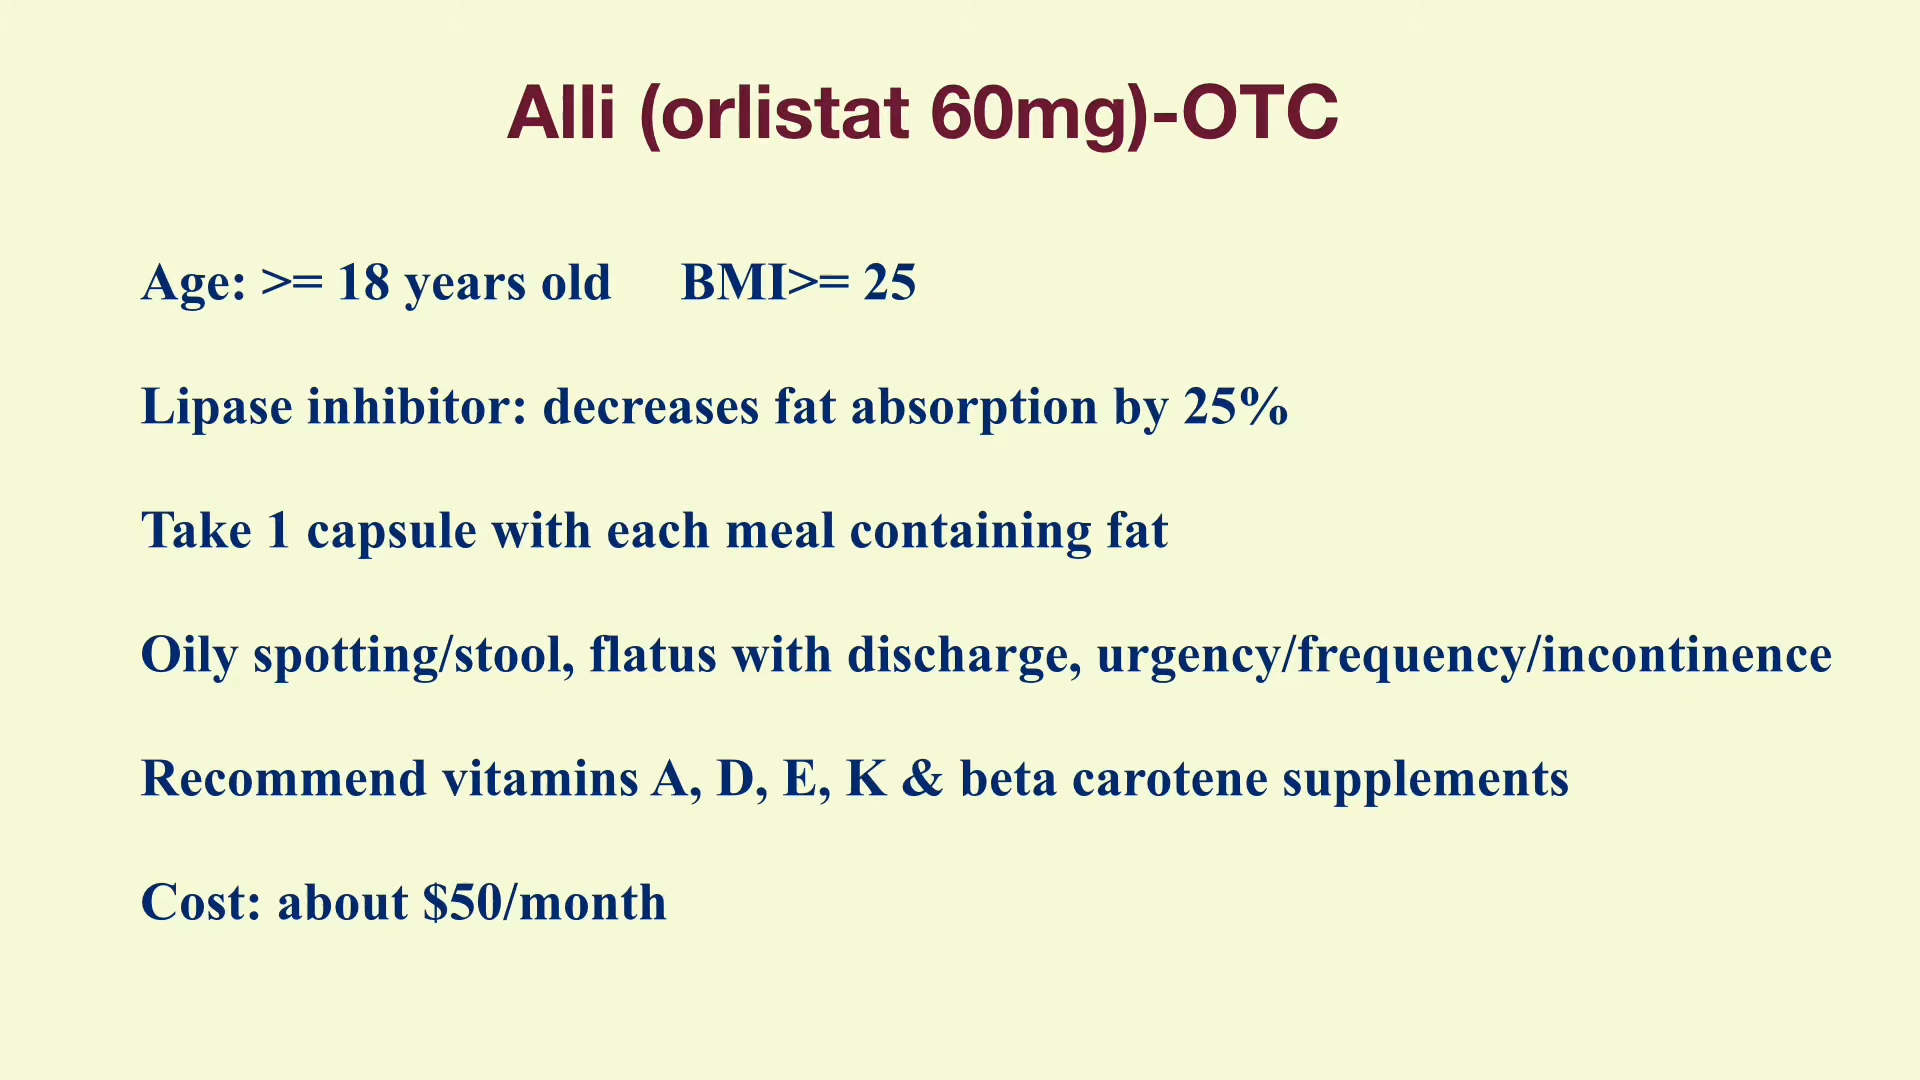 Alli (orlistat 60mg)-OTC
Age: >= 18 years old BMI>= 25
Lipase inhibitor: decreases fat absorption by 25%
Take 1 capsule with each meal containing fat
Oily spotting/stool, flatus with discharge, urgency/frequency/incontinence
Recommend vitamins A, D, E, K & beta carotene supplements
Cost: about $50/month